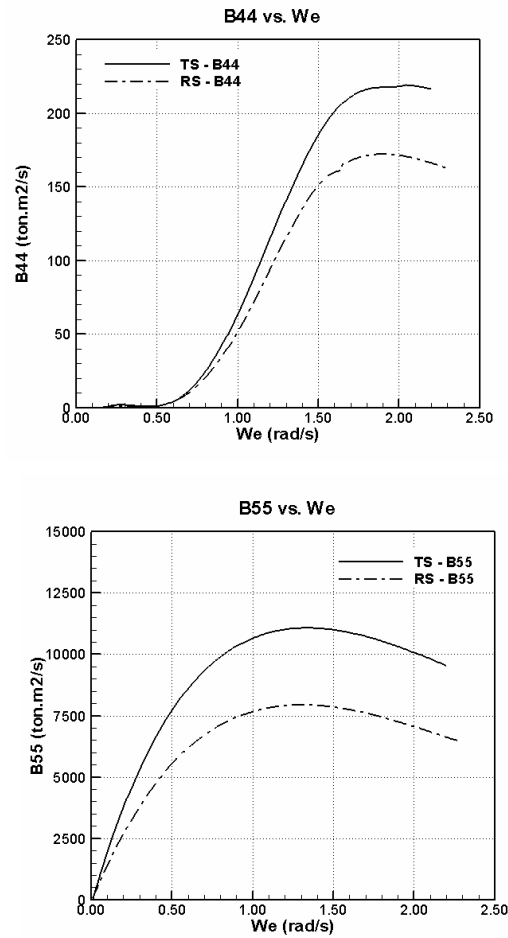 B44 vs. We
250
200
150
100
50
0
B44 (ton.m2/s)
TS - B44
RS - B44
0.00 0.50 1.00 1.50 2.00 2.50
We (rad/s)
B55 vs. We
15000
12500
10000
7500
5000
2500
0
B55 (ton.m2/s)
TS - B55
RS - B55
0.00 0.50 1.00 1.50 2.00 2.50
We (rad/s)